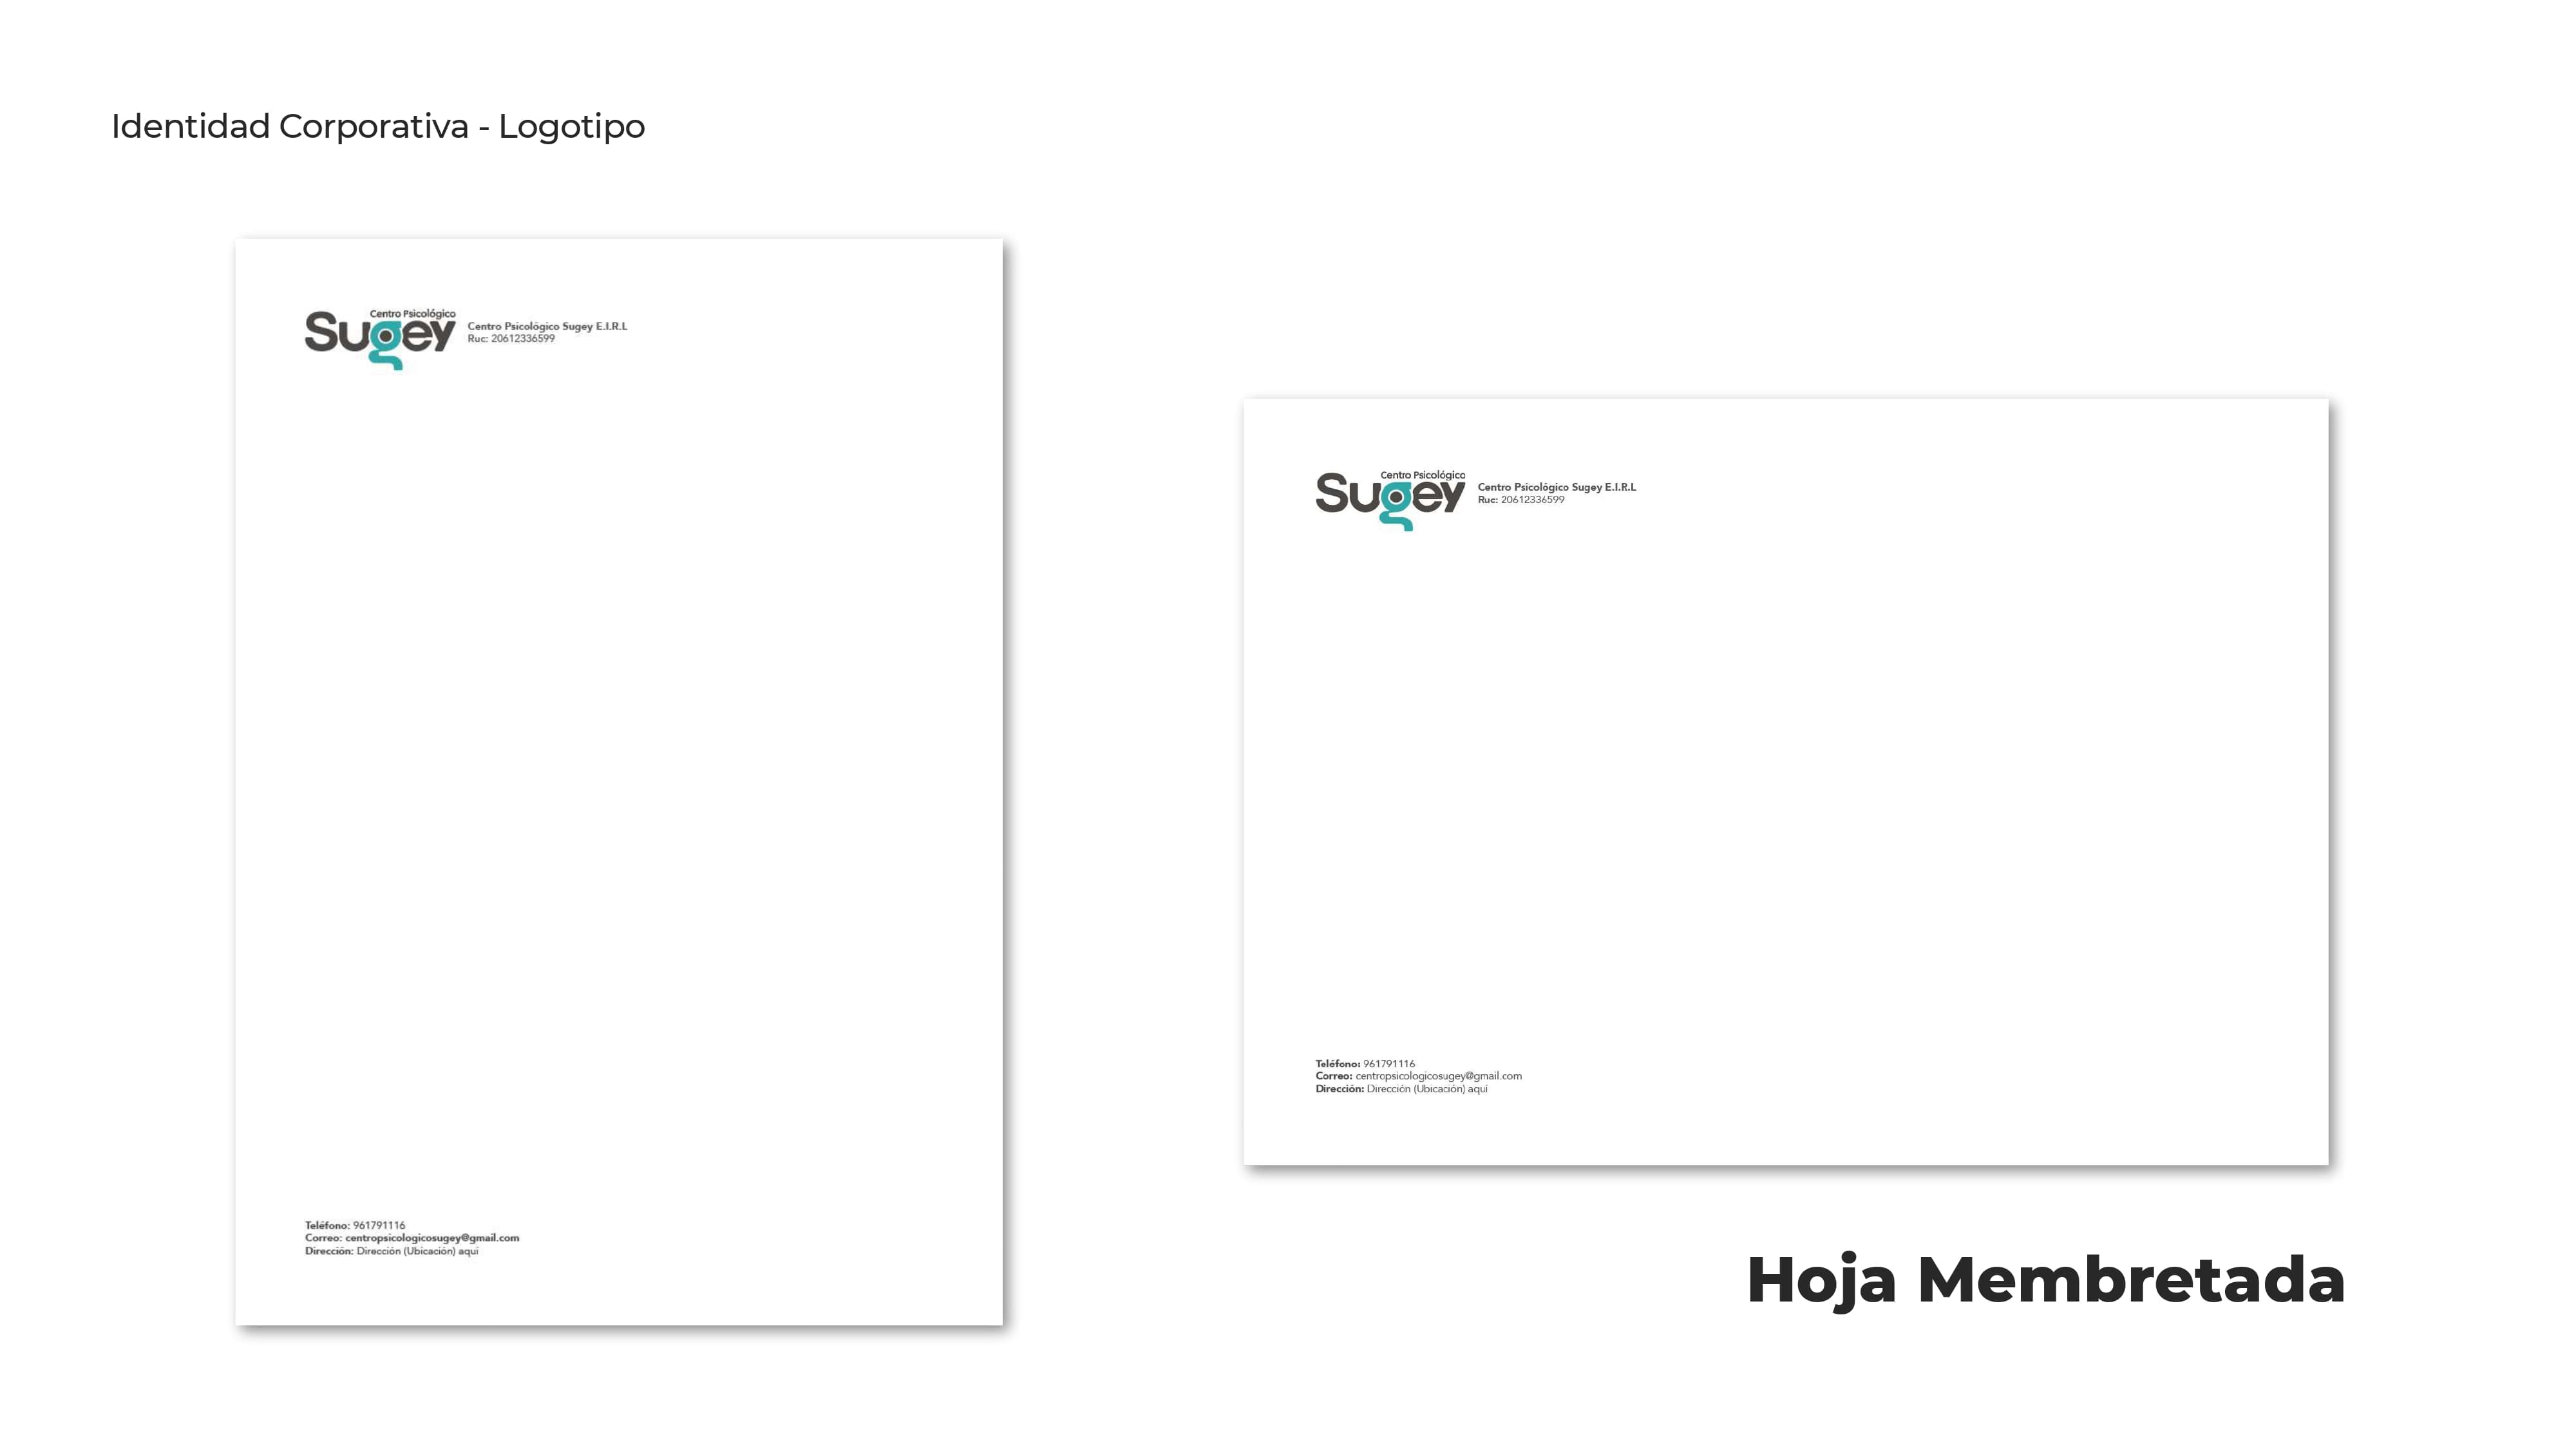 Identidad Corporativa - Logotipo
Centro Psicológico
Sugey
Centro Psicológico Sugey E.I.R.L
Ruc: 20612336599
Teléfono: 961791116
Correo: centropsicologicosugey@gmail.com
Dirección: Dirección (Ubicación) aquí
Centro Psicológico
Sugey
Centro Psicológico Sugey E.I.R.L
Ruc: 20612336599
Teléfono: 961791116
Correo: centropsicologicosugey@gmail.com
Dirección: Dirección (Ubicación) aquí
Hoja Membretada